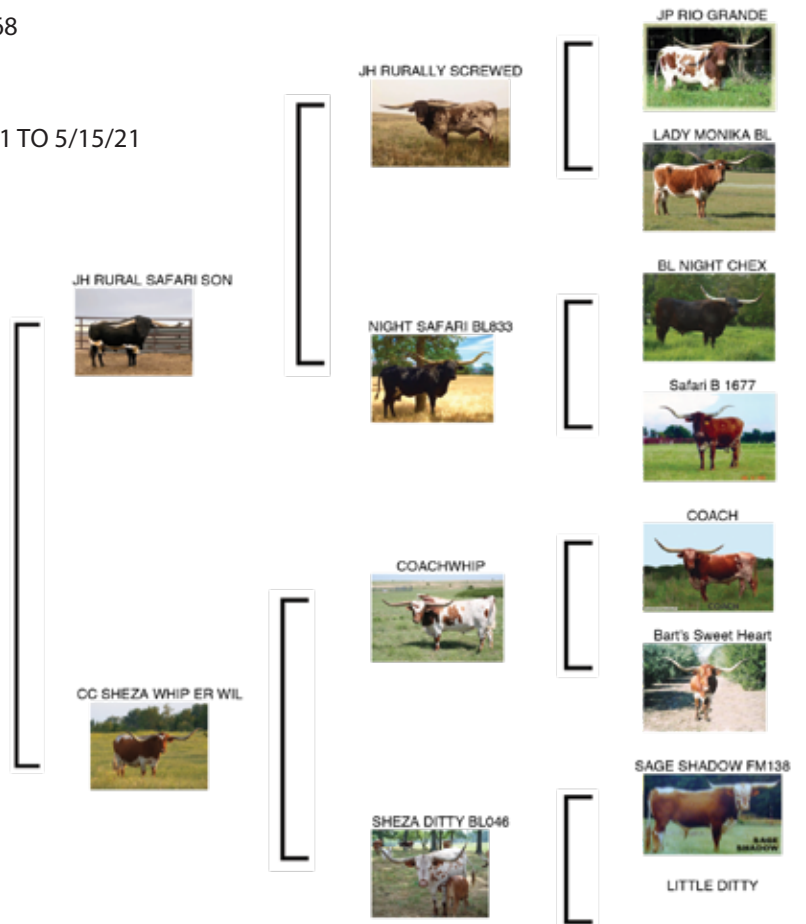 68
1 TO 5/15/21
JH RURAL SAFARI SON
CC SHEZA WHIP ER WIL
JH RURALLY SCREWED
NIGHT SAFARI BL833
COACHWHIP
SHEZA DITTY BL046
JP RIO GRANDE
LADY MONIKA BL
BL NIGHT CHEX
Safari B 1677
COACH
COACH
Bart's Sweet Heart
SAGE SHADOW FM138
SAGE
SHADOW
LITTLE DITTY